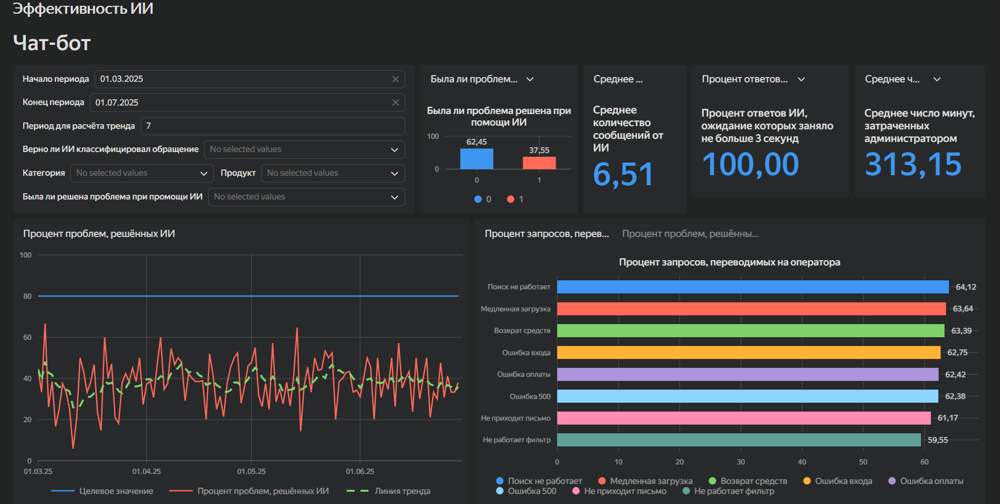 Эффективность ИИ
Чат-бот
Начало периода 01.03.2025
Конец периода 01.07.2025
Период для расчёта тренда 7
Верно ли ИИ классифицировал обращение No selected values
Категория No selected values Продукт No selected values
Была ли решена проблема при промощи ИИ No selected values
Была ли проблем...
Была ли проблема решена при
помощи ИИ
100
62,45
37,55
0
0 1
0 1
Среднее ...
Среднее
количество
сообщений от
ИИ
6,51
Процент ответов...
Процент ответов ИИ,
ожидание которых заняло
не больше 3 секунд
100,00
Среднее ч...
Среднее число минут,
затраченных
администратором
313,15
Процент проблем, решённых ИИ
100
80
60
40
20
0
01.03.25 01.04.25 01.05.25 01.06.25
Целевое значение Процент проблем, решённых ИИ Линия тренда
Процент запросов, перев... Процент проблем, решённы...
Процент запросов, переводимых на оператора
Поиск не работает 64,12
Медленная загрузка 63,64
Возврат средств 63,39
Ошибка входа 62,75
Ошибка оплаты 62,42
Ошибка 500 62,38
Не приходит письмо 61,17
Не работает фильтр 59,55
0 10 20 30 40 50 60
Поиск не работает Медленная загрузка Возврат средств Ошибка входа Ошибка оплаты
Ошибка 500 Не приходит письмо Не работает фильтр